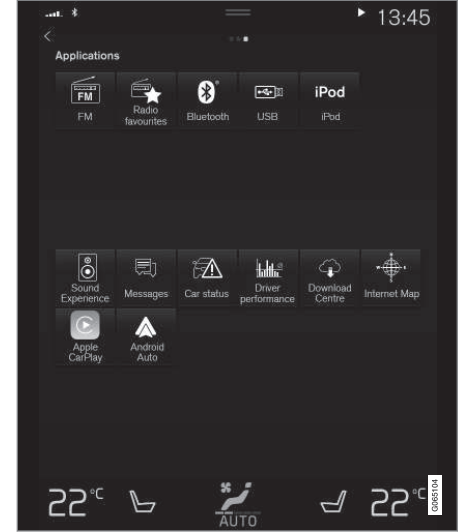 13:45
Applications
FM
FM
Radio
favourites
Bluetooth
USB
iPod
iPod
Sound
Experience
Messages
Car status
Driver
performance
Download
Centre
Internet Map
Apple
CarPlay
Android
Auto
22°C
AUTO
22°C
G065104